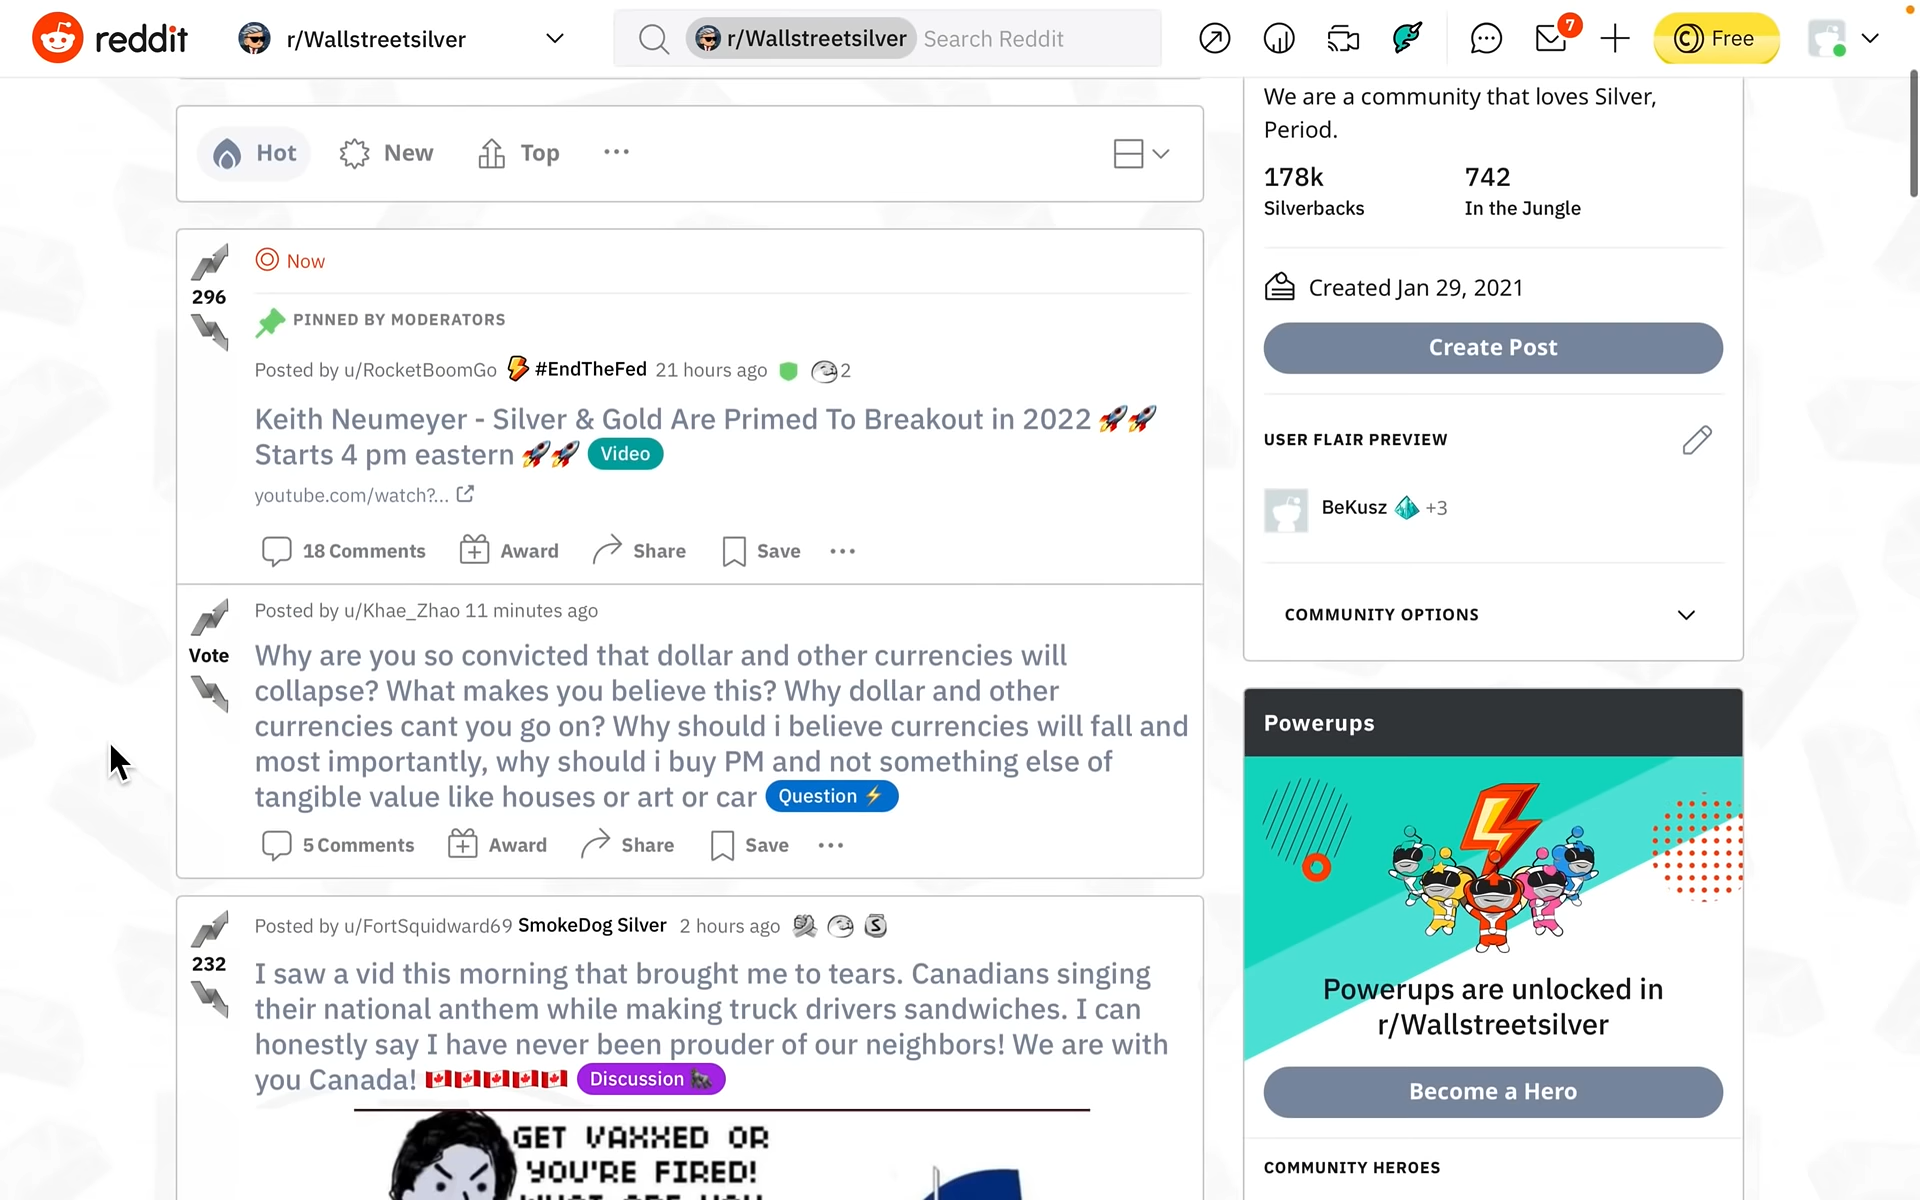 reddit r/Wallstreetsilver r/Wallstreetsilver Search Reddit 7 Free
Hot New Top
296
Now
PINNED BY MODERATORS
Posted by u/RocketBoomGo #EndTheFed 21 hours ago 2
Keith Neumeyer - Silver & Gold Are Primed To Breakout in 2022 🚀🚀
Starts 4 pm eastern 🚀🚀 Video
youtube.com/watch?...
18 Comments Award Share Save
Vote
Posted by u/Khae_Zhao 11 minutes ago
Why are you so convicted that dollar and other currencies will
collapse? What makes you believe this? Why dollar and other
currencies cant you go on? Why should i believe currencies will fall and
most importantly, why should i buy PM and not something else of
tangible value like houses or art or car Question ⚡
5 Comments Award Share Save
232
Posted by u/FortSquidward69 SmokeDog Silver 2 hours ago
I saw a vid this morning that brought me to tears. Canadians singing
their national anthem while making truck drivers sandwiches. I can
honestly say I have never been prouder of our neighbors! We are with
you Canada! 🇨🇦🇨🇦🇨🇦🇨🇦🇨🇦 Discussion 🦍
GET VAXXED OR
YOU'RE FIRED!
WHAT ARE YOU
We are a community that loves Silver,
Period.
178k 742
Silverbacks In the Jungle
Created Jan 29, 2021
Create Post
USER FLAIR PREVIEW
BeKusz +3
COMMUNITY OPTIONS
Powerups
Powerups are unlocked in
r/Wallstreetsilver
Become a Hero
COMMUNITY HEROES